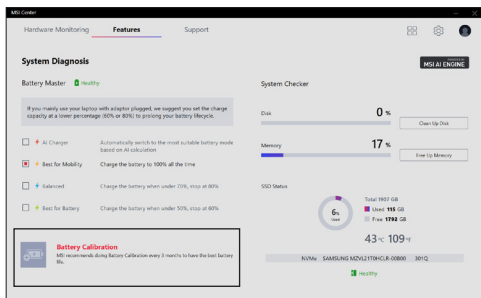 MSI Center
Hardware Monitoring
Features
Support
System Diagnosis
MSI AI ENGINE
Battery Master
Healthy
If you mainly use your laptop with adaptor plugged, we suggest you set the charge
capacity at a lower percentage (60% or 80%) to prolong your battery lifecycle.
AI Charger
Automatically switch to the most suitable battery mode
based on AI calculation
Best for Mobility
Charge the battery to 100% all the time
Balanced
Charge the battery when under 70%, stop at 80%
Best for Battery
Charge the battery when under 50%, stop at 60%
Battery Calibration
MSI recommends doing Battery Calibration every 3 months to have the best battery
life.
System Checker
Disk
0 %
Clean Up Disk
Memory
17 %
Free Up Memory
SSD Status
6%
Used
Total 1907 GB
Used 115 GB
Free 1792 GB
43 °C 109 °F
NVMe SAMSUNG MZVL21T0HCLR-00B00 301Q
Healthy